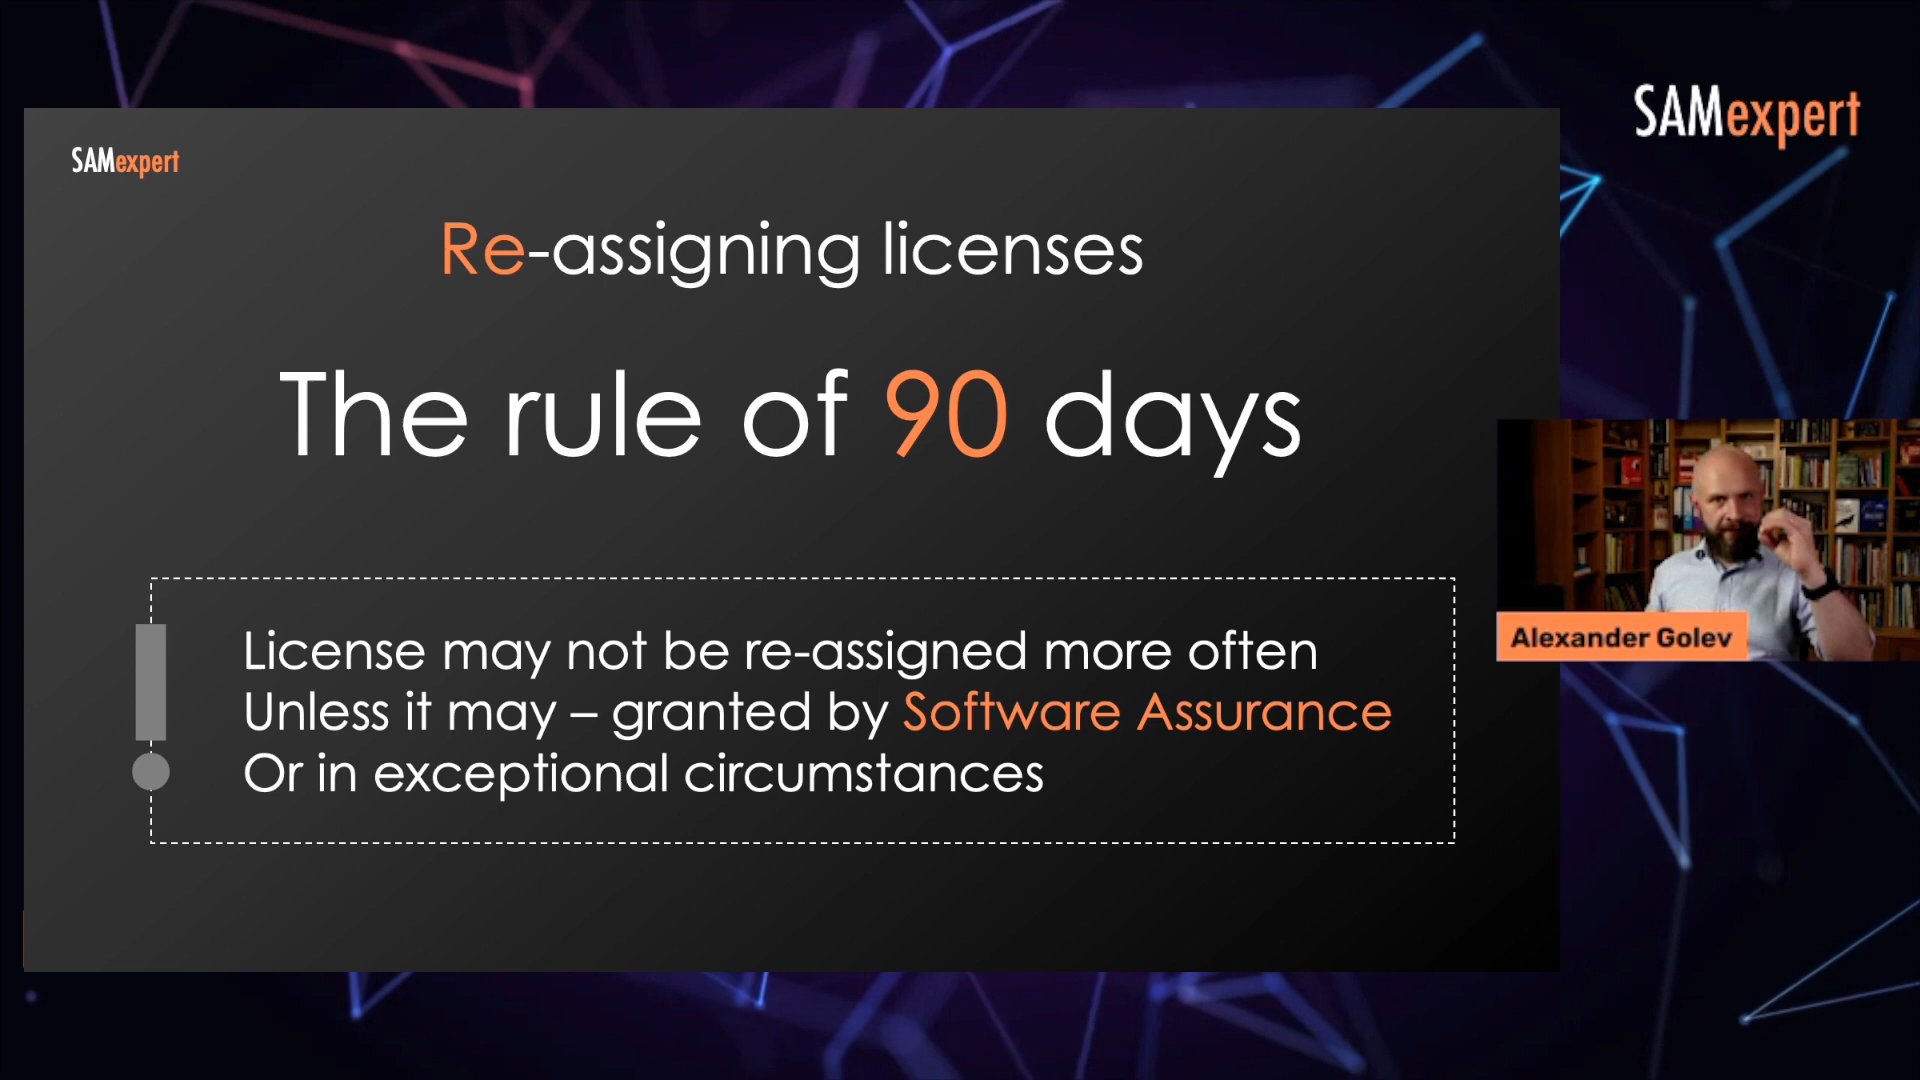 SAMexpert
SAMexpert
Re-assigning licenses
The rule of 90 days
License may not be re-assigned more often
Unless it may – granted by Software Assurance
Or in exceptional circumstances
Alexander Golev